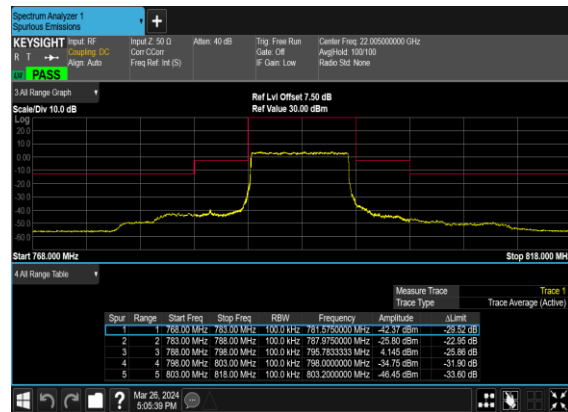 Spectrum Analyzer 1
Spurious Emissions
KEYSIGHT Input: RF Input Z: 50 Ω Atten: 40 dB Trig: Free Run Center Freq: 22.005000000 GHz
R T Coupling: DC Corr CCorr Gate: Off Avg|Hold: 100/100
Align: Auto Freq Ref: Int (S) IF Gain: Low Radio Std: None
PASS
3 All Range Graph
Ref Lvl Offset 7.50 dB
Scale/Div 10.0 dB Ref Value 30.00 dBm
Log
20.0
10.0
0.00
-10.0
-20.0
-30.0
-40.0
-50.0
-60.0
Start 768.000 MHz Stop 818.000 MH
4 All Range Table
Measure Trace Trace 1
Trace Type Trace Average (Active)
Spur Range Start Freq Stop Freq RBW Frequency Amplitude ΔLimit
1 1 768.00 MHz 783.00 MHz 100.0 kHz 781.5750000 MHz -42.37 dBm -29.52 dB
2 2 783.00 MHz 788.00 MHz 100.0 kHz 787.9750000 MHz -25.80 dBm -22.95 dB
3 3 788.00 MHz 798.00 MHz 100.0 kHz 795.7833333 MHz 4.145 dBm -25.86 dB
4 4 798.00 MHz 803.00 MHz 100.0 kHz 798.0000000 MHz -34.75 dBm -31.90 dB
5 5 803.00 MHz 818.00 MHz 100.0 kHz 803.2000000 MHz -46.45 dBm -33.60 dB
? Mar 26, 2024
5:05:39 PM